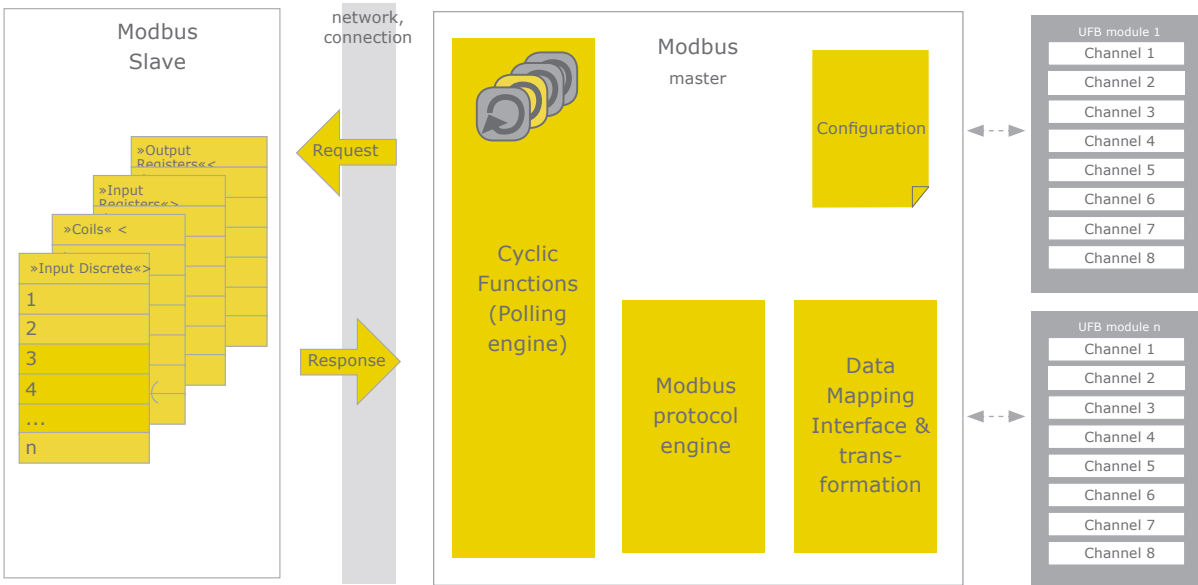 Modbus
Slave
»Output
Registers«<
»Input
Registers«>
»Coils« <
»Input Discrete«>
1
2
3
4
...
n
network,
connection
Request
Response
Modbus
master
Cyclic
Functions
(Polling
engine)
Configuration
Modbus
protocol
engine
Data
Mapping
Interface &
trans-
formation
UFB module 1
Channel 1
Channel 2
Channel 3
Channel 4
Channel 5
Channel 6
Channel 7
Channel 8
UFB module n
Channel 1
Channel 2
Channel 3
Channel 4
Channel 5
Channel 6
Channel 7
Channel 8